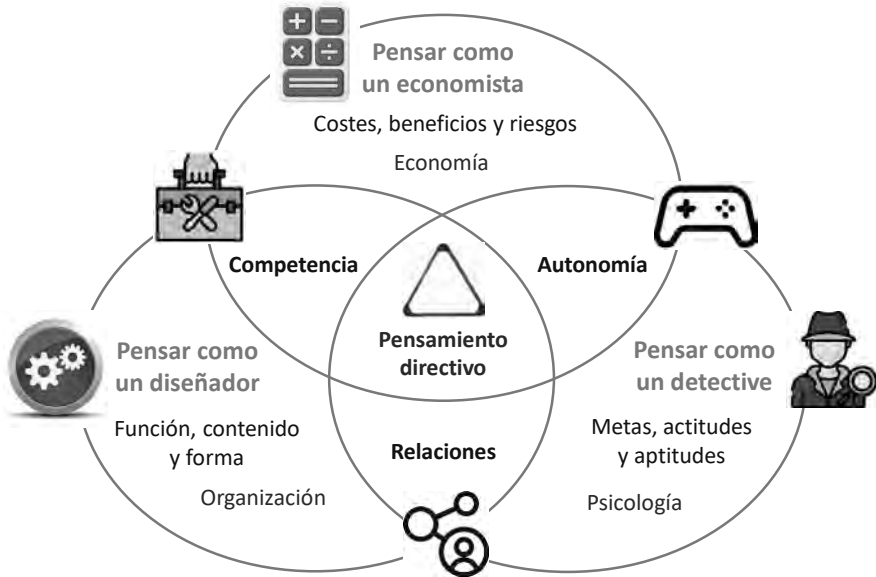 Pensar como
un economista
Costes, beneficios y riesgos
Economía
Competencia
Autonomía
Pensamiento
directivo
Pensar como
un diseñador
Función, contenido
y forma
Organización
Pensar como
un detective
Metas, actitudes
y aptitudes
Psicología
Relaciones